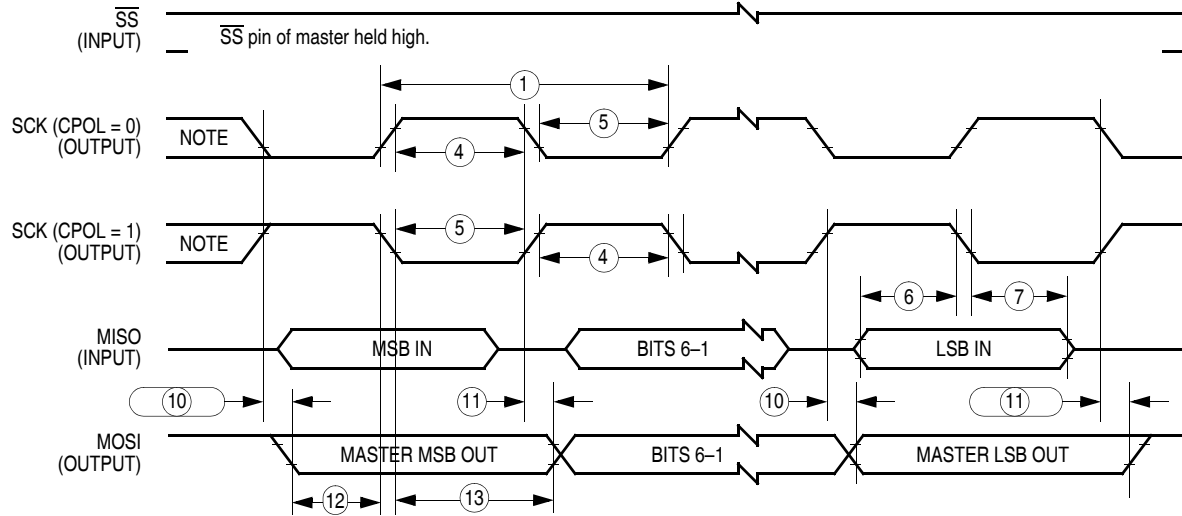 SS
(INPUT)
SS pin of master held high.
1
SCK (CPOL = 0)
(OUTPUT)
NOTE
5
4
SCK (CPOL = 1)
(OUTPUT)
NOTE
5
4
6
7
MISO
(INPUT)
MSB IN
BITS 6–1
LSB IN
10
11
10
11
MOSI
(OUTPUT)
MASTER MSB OUT
BITS 6–1
MASTER LSB OUT
12
13